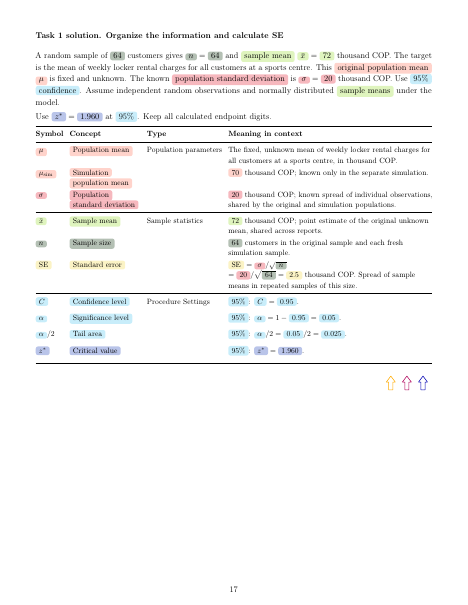 Task 1 solution. Organize the information and calculate SE
A random sample of 64 customers gives n = 64 and sample mean x̄ = 72 thousand COP. The target
is the mean of weekly locker rental charges for all customers at a sports centre. This original population mean
μ is fixed and unknown. The known population standard deviation is σ = 20 thousand COP. Use 95%
confidence. Assume independent random observations and normally distributed sample means under the
model.
Use z* = 1.960 at 95%. Keep all calculated endpoint digits.
Symbol Concept Type Meaning in context
μ Population mean Population parameters The fixed, unknown mean of weekly locker rental charges for
all customers at a sports centre, in thousand COP.
μsim Simulation 70 thousand COP; known only in the separate simulation.
population mean
σ Population 20 thousand COP; known spread of individual observations,
standard deviation shared by the original and simulation populations.
x̄ Sample mean Sample statistics 72 thousand COP; point estimate of the original unknown
mean, shared across reports.
n Sample size 64 customers in the original sample and each fresh
simulation sample.
SE Standard error SE = σ/√n
= 20/√64 = 2.5 thousand COP. Spread of sample
means in repeated samples of this size.
C Confidence level Procedure Settings 95%: C = 0.95.
α Significance level 95%: α = 1 − 0.95 = 0.05.
α/2 Tail area 95%: α/2 = 0.05/2 = 0.025.
z* Critical value 95%: z* = 1.960.
17